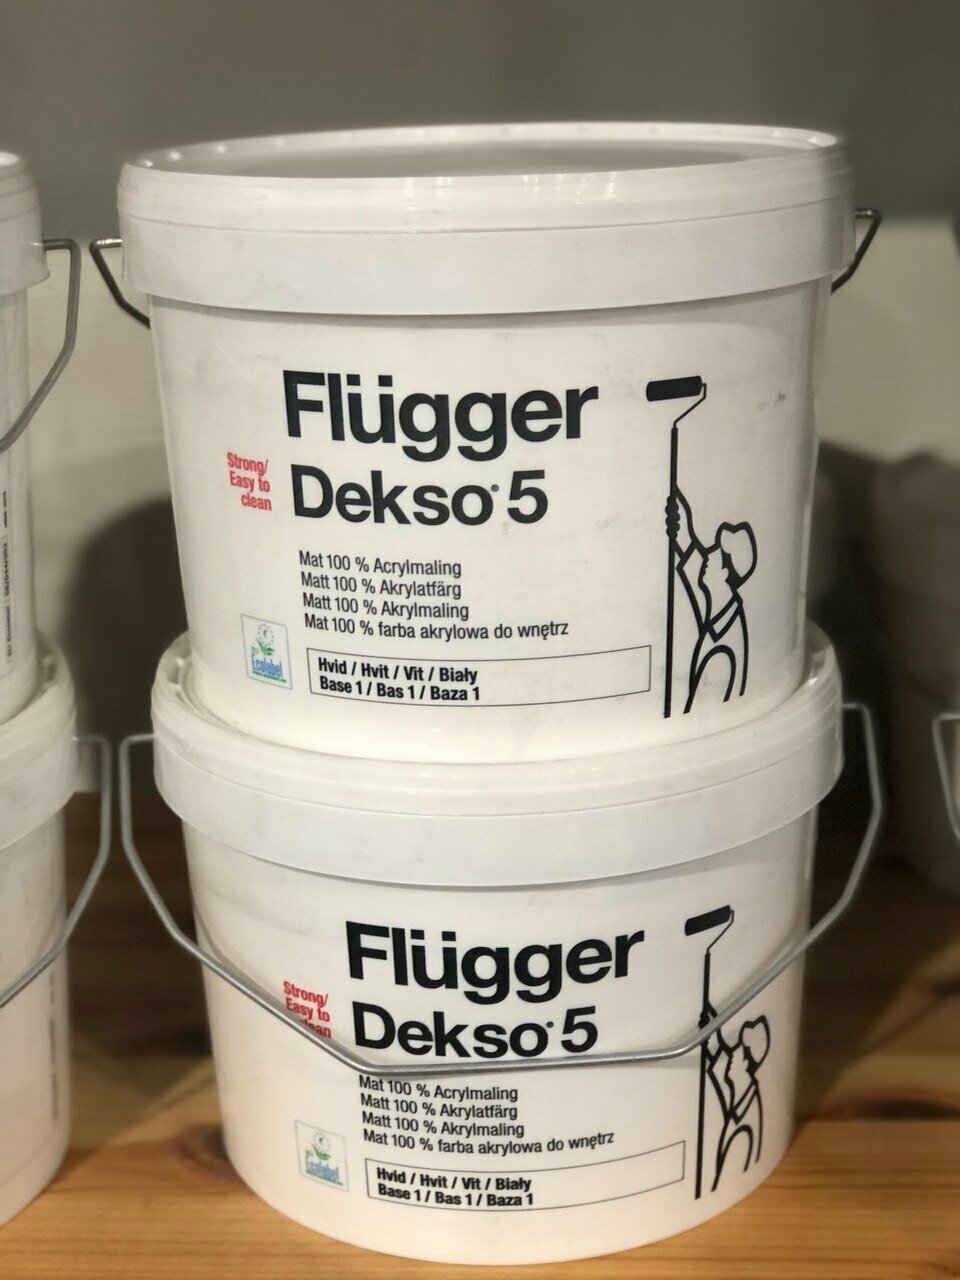 Flügger
Strong/
Easy to
clean
Dekso® 5
Mat 100 % Acrylmaling
Matt 100 % Akrylatfärg
Matt 100 % Akrylmaling
Mat 100 % farba akrylowa do wnętrz
Ecolabel
Hvid / Hvit / Vit / Biały
Base 1 / Bas 1 / Baza 1
Flügger
Strong/
Easy to
clean
Dekso® 5
Mat 100 % Acrylmaling
Matt 100 % Akrylatfärg
Matt 100 % Akrylmaling
Mat 100 % farba akrylowa do wnętrz
Ecolabel
Hvid / Hvit / Vit / Biały
Base 1 / Bas 1 / Baza 1